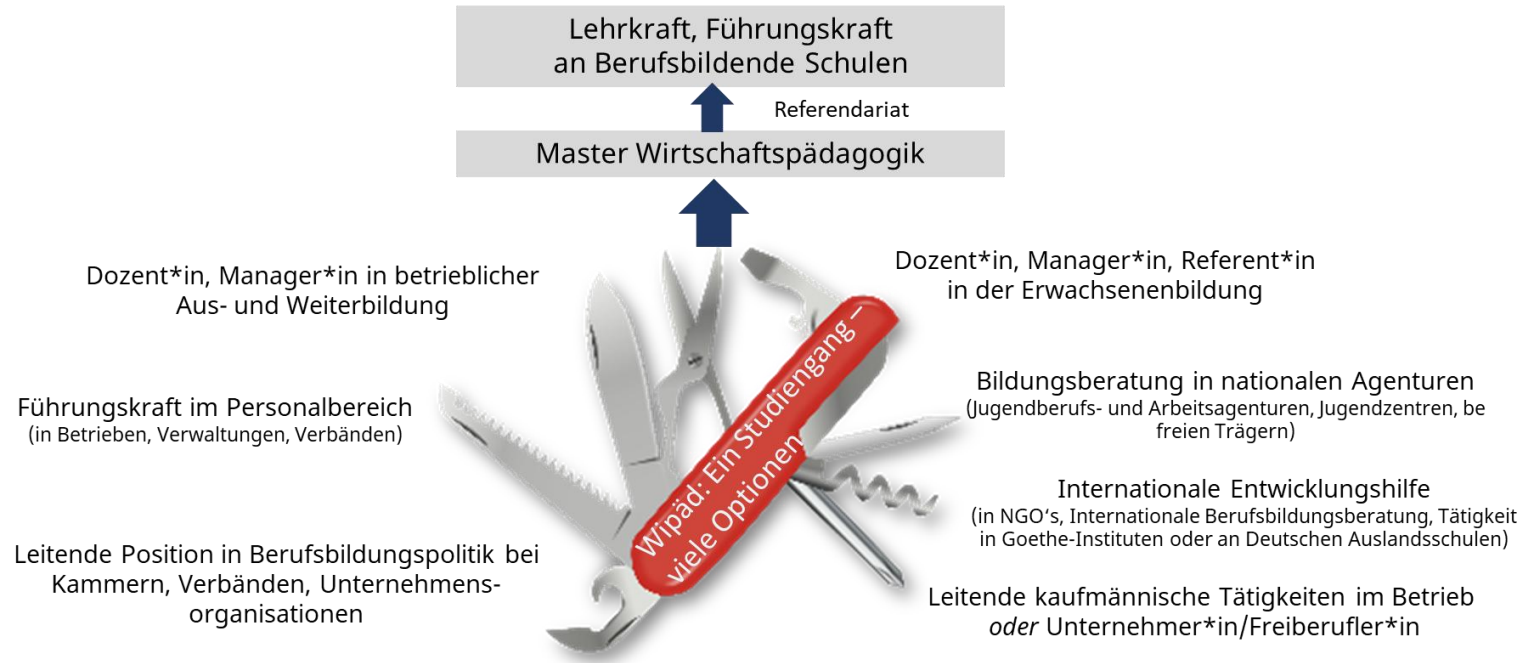 Lehrkraft, Führungskraft
an Berufsbildende Schulen
Referendariat
Master Wirtschaftspädagogik
Dozent*in, Manager*in in betrieblicher
Aus- und Weiterbildung
Dozent*in, Manager*in, Referent*in
in der Erwachsenenbildung
Führungskraft im Personalbereich
(in Betrieben, Verwaltungen, Verbänden)
Bildungsberatung in nationalen Agenturen
(Jugendberufs- und Arbeitsagenturen, Jugendzentren, be
freien Trägern)
Wipäd: Ein Studiengang –
viele Optionen
Internationale Entwicklungshilfe
(in NGO‘s, Internationale Berufsbildungsberatung, Tätigkeit
in Goethe-Instituten oder an Deutschen Auslandsschulen)
Leitende Position in Berufsbildungspolitik bei
Kammern, Verbänden, Unternehmens-
organisationen
Leitende kaufmännische Tätigkeiten im Betrieb
oder Unternehmer*in/Freiberufler*in